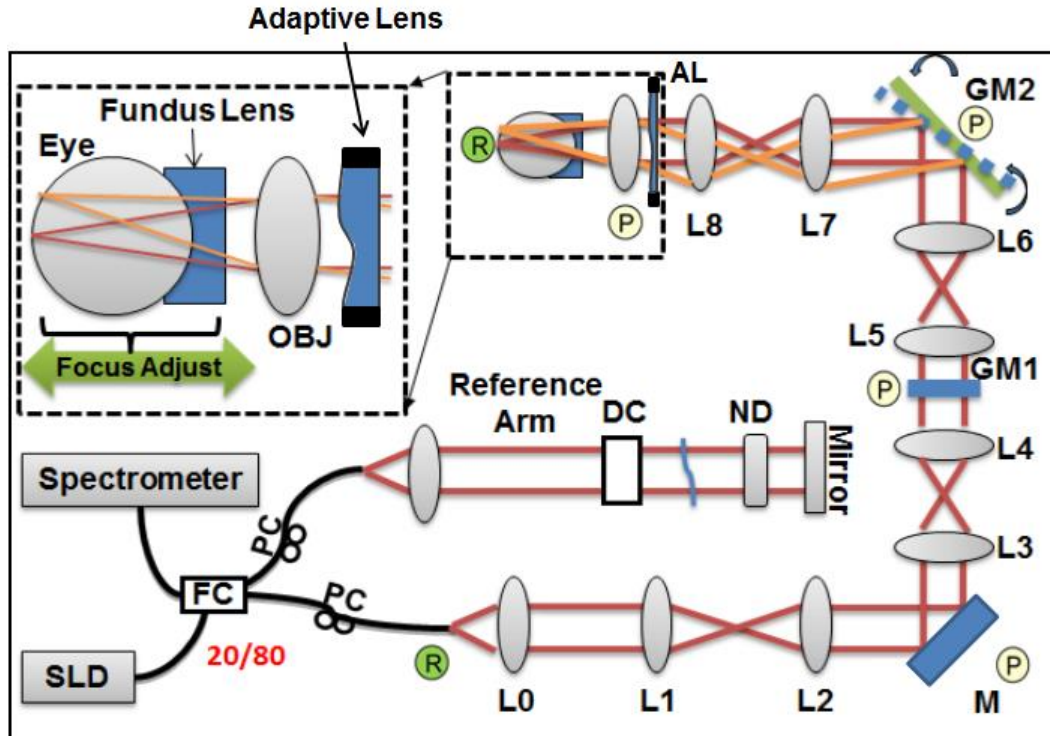 Adaptive Lens
Fundus Lens
Eye
OBJ
Focus Adjust
AL
GM2
P
R
P
L8
L7
L6
L5
GM1
P
L4
L3
Reference
Arm
DC
ND
Mirror
Spectrometer
PC
FC
PC
20/80
SLD
R
L0
L1
L2
M
P